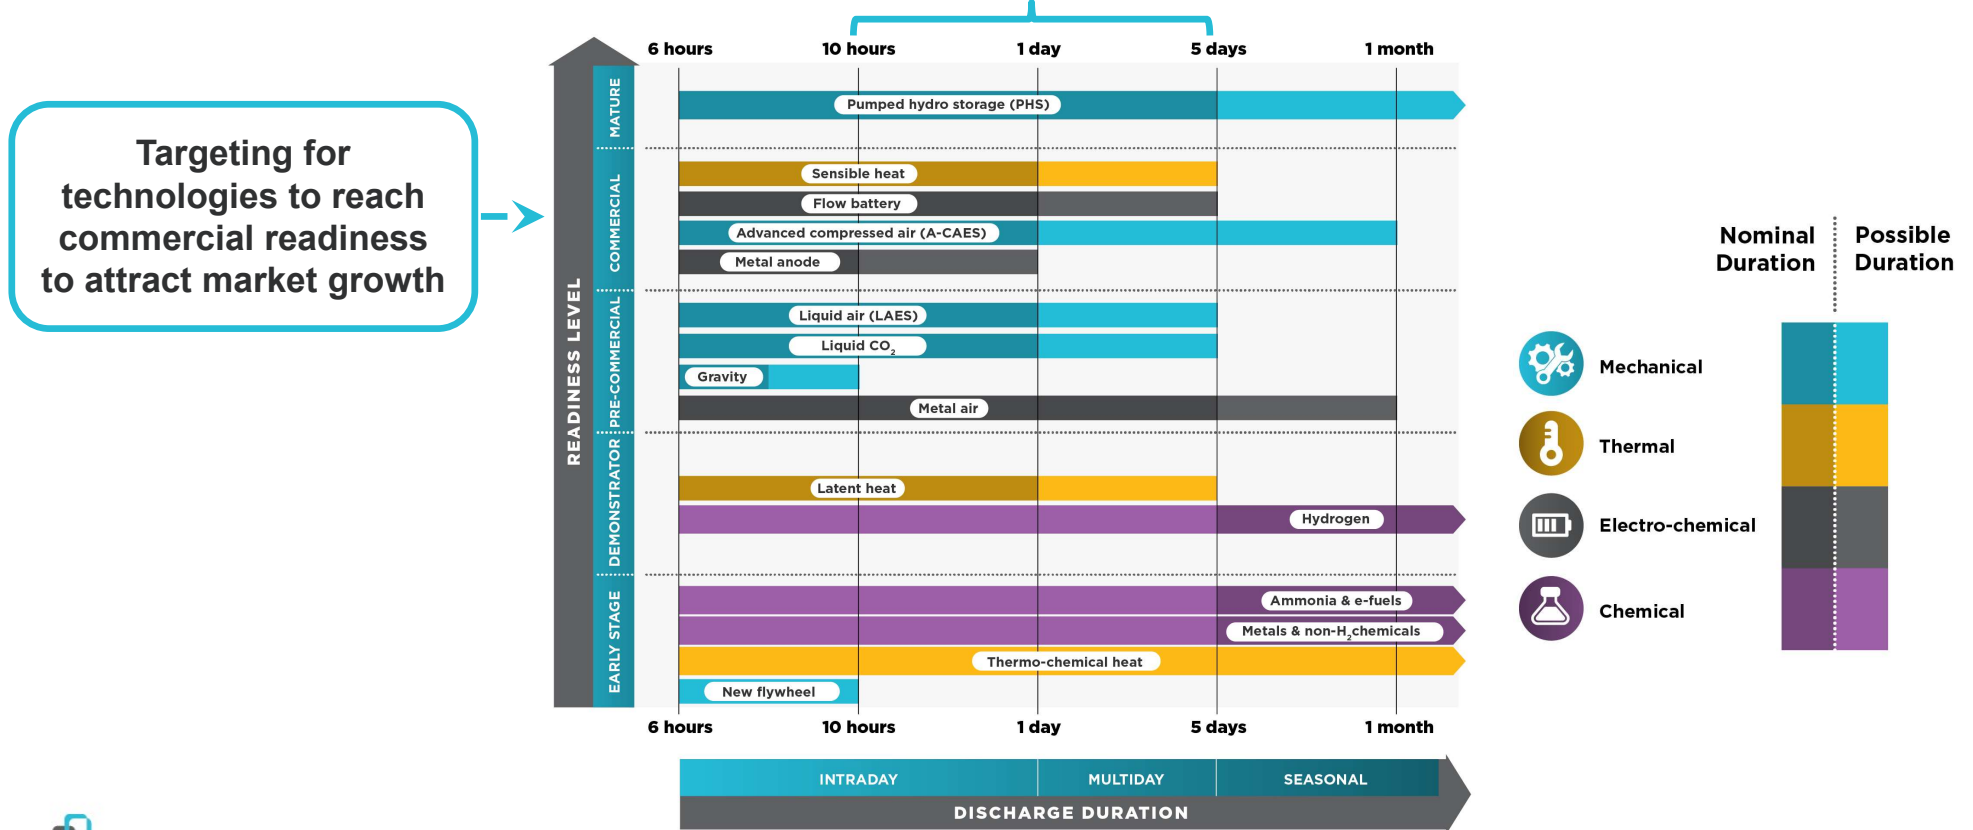 6 hours 10 hours 1 day 5 days 1 month
Targeting for
technologies to reach
commercial readiness
to attract market growth
READINESS LEVEL
MATURE
Pumped hydro storage (PHS)
COMMERCIAL
Sensible heat
Flow battery
Advanced compressed air (A-CAES)
Metal anode
PRE-COMMERCIAL
Liquid air (LAES)
Liquid CO₂
Gravity
Metal air
DEMONSTRATOR
Latent heat
Hydrogen
EARLY STAGE
Ammonia & e-fuels
Metals & non-H₂chemicals
Thermo-chemical heat
New flywheel
6 hours 10 hours 1 day 5 days 1 month
INTRADAY MULTIDAY SEASONAL
DISCHARGE DURATION
Nominal Possible
Duration Duration
Mechanical
Thermal
Electro-chemical
Chemical